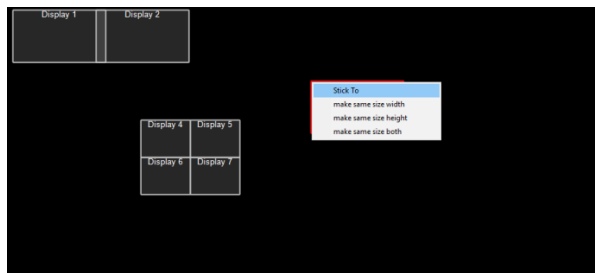 Display 1
Display 2
Stick To
make same size width
make same size height
make same size both
Display 4
Display 5
Display 6
Display 7